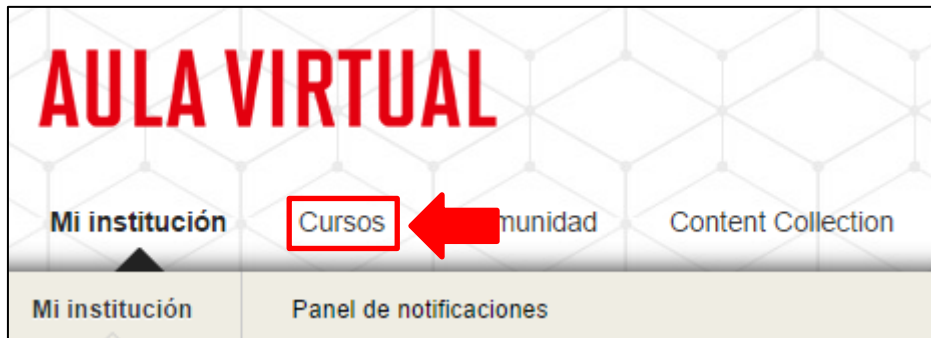 AULA VIRTUAL
Mi institución Cursos munidad Content Collection
Mi institución Panel de notificaciones